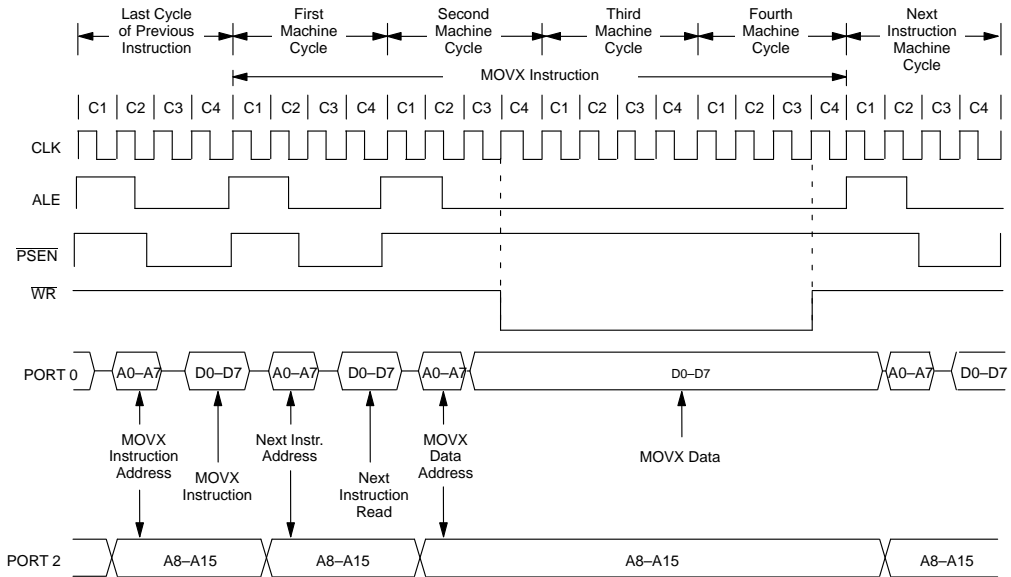 Last Cycle of Previous Instruction
First Machine Cycle
Second Machine Cycle
Third Machine Cycle
Fourth Machine Cycle
Next Instruction Machine Cycle
MOVX Instruction
C1 C2 C3 C4 C1 C2 C3 C4 C1 C2 C3 C4 C1 C2 C3 C4 C1 C2 C3 C4 C1 C2 C3 C4
CLK
ALE
PSEN
WR
PORT 0 A0–A7 D0–D7 A0–A7 D0–D7 A0–A7 D0–D7 A0–A7 D0–D7
MOVX Instruction Address
MOVX Instruction
Next Instr. Address
Next Instruction Read
MOVX Data Address
MOVX Data
PORT 2 A8–A15 A8–A15 A8–A15 A8–A15